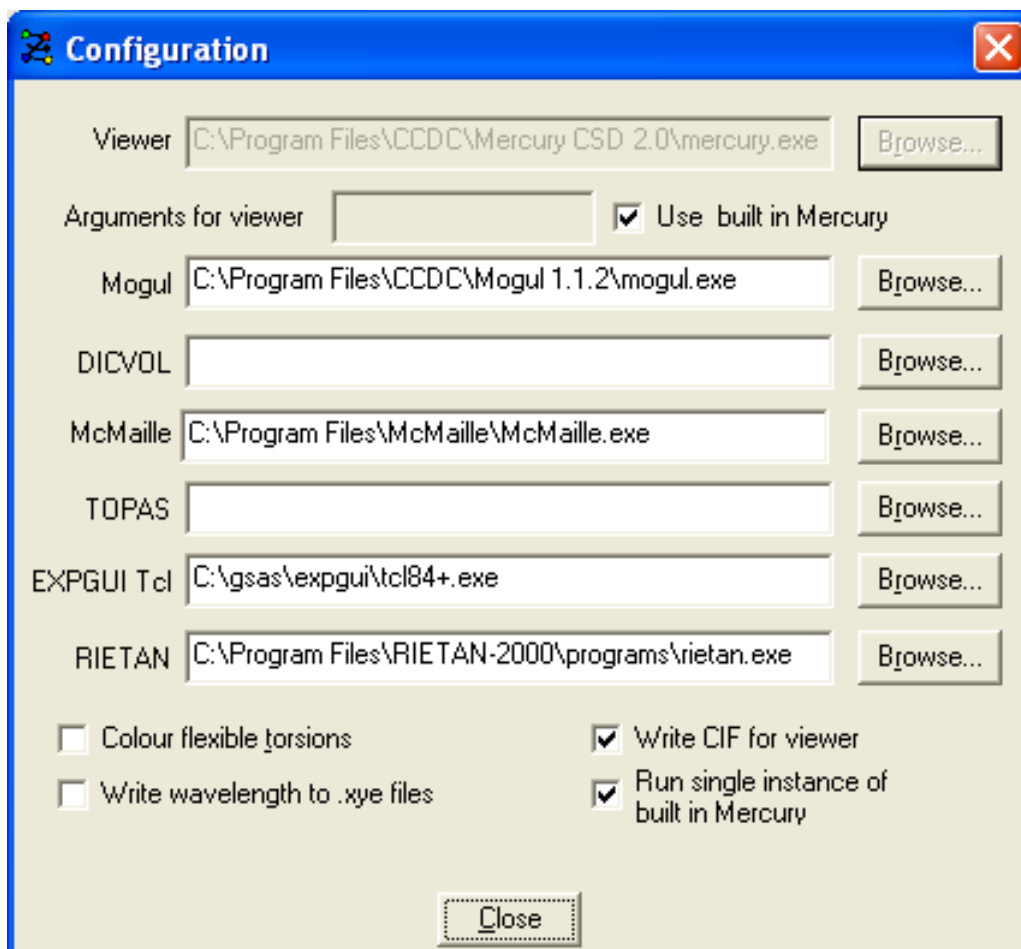 Configuration
Viewer C:\Program Files\CCDC\Mercury CSD 2.0\mercury.exe Browse...
Arguments for viewer Use built in Mercury
Mogul C:\Program Files\CCDC\Mogul 1.1.2\mogul.exe Browse...
DICVOL Browse...
McMaille C:\Program Files\McMaille\McMaille.exe Browse...
TOPAS Browse...
EXPGUI Tcl C:\gsas\expgui\tcl84+.exe Browse...
RIETAN C:\Program Files\RIETAN-2000\programs\rietan.exe Browse...
Colour flexible torsions Write CIF for viewer
Write wavelength to .xye files Run single instance of
built in Mercury
Close